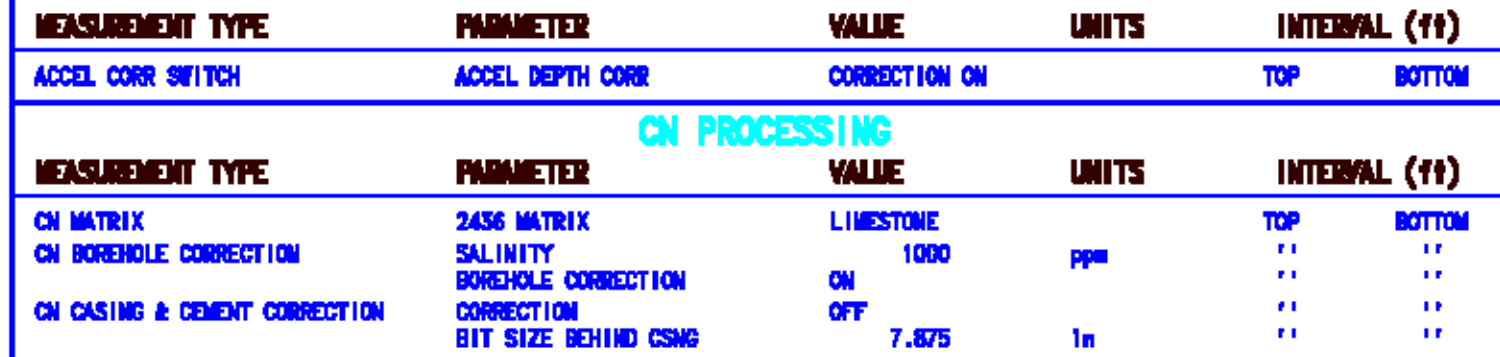 MEASUREMENT TYPE PARAMETER VALUE UNITS INTERVAL (ft)
ACCEL CORR SWITCH ACCEL DEPTH CORR CORRECTION ON TOP BOTTOM
CN PROCESSING
MEASUREMENT TYPE PARAMETER VALUE UNITS INTERVAL (ft)
CN MATRIX 2436 MATRIX LIMESTONE TOP BOTTOM
CN BOREHOLE CORRECTION SALINITY 1000 ppm '' ''
BOREHOLE CORRECTION ON '' ''
CN CASING & CEMENT CORRECTION CORRECTION OFF '' ''
BIT SIZE BEHIND CSNG 7.875 in '' ''